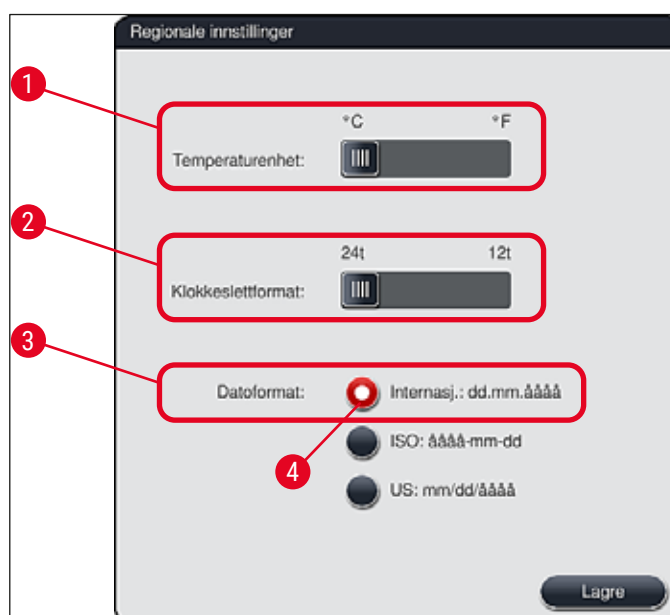 Regionale innstillinger
1
°C °F
Temperaturenhet:
2
24t 12t
Klokkeslettformat:
3
Datoformat: Internasj.: dd.mm.åååå
4
ISO: åååå-mm-dd
US: mm/dd/åååå
Lagre